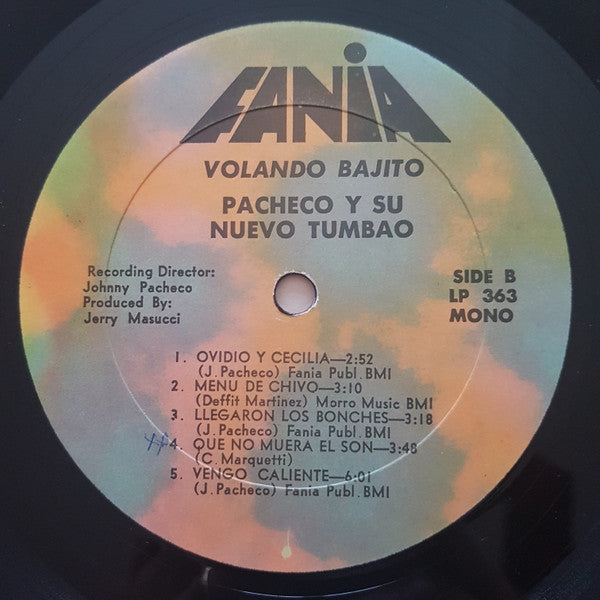 FANIA
VOLANDO BAJITO
PACHECO Y SU
NUEVO TUMBAO
Recording Director:
Johnny Pacheco
Produced By:
Jerry Masucci
SIDE B
LP 363
MONO
1. OVIDIO Y CECILIA—2:52
(J. Pacheco) Fania Publ. BMI
2. MENU DE CHIVO—3:10
(Deffit Martinez) Morro Music BMI
3. LLEGARON LOS BONCHES—3:18
(J. Pacheco) Fania Publ. BMI
4. QUE NO MUERA EL SON—3:48
(C. Marquetti)
5. VENGO CALIENTE—6:01
(J. Pacheco) Fania Publ. BMI